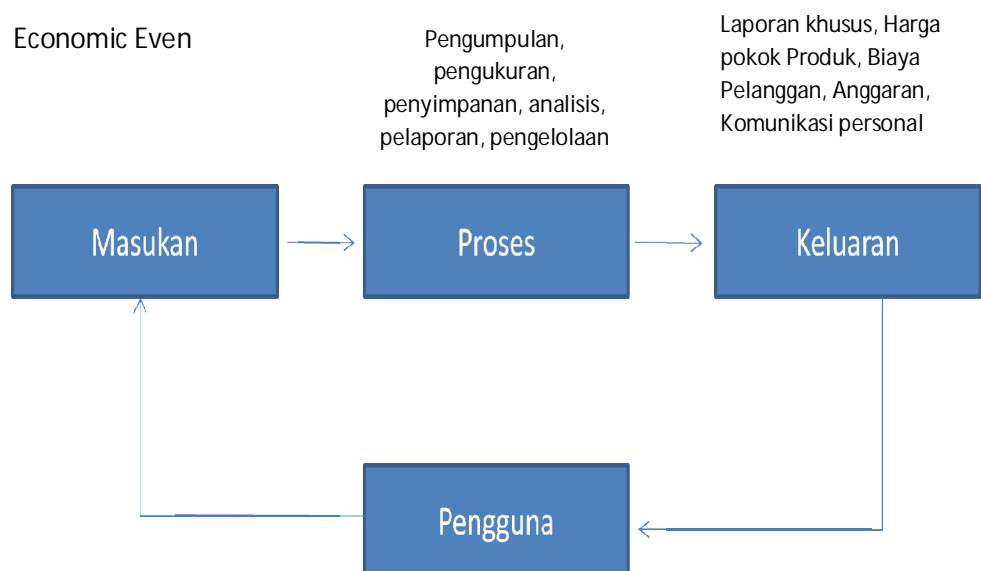 Economic Even
Pengumpulan,
pengukuran,
penyimpanan, analisis,
pelaporan, pengelolaan
Laporan khusus, Harga
pokok Produk, Biaya
Pelanggan, Anggaran,
Komunikasi personal
Masukan
Proses
Keluaran
Pengguna